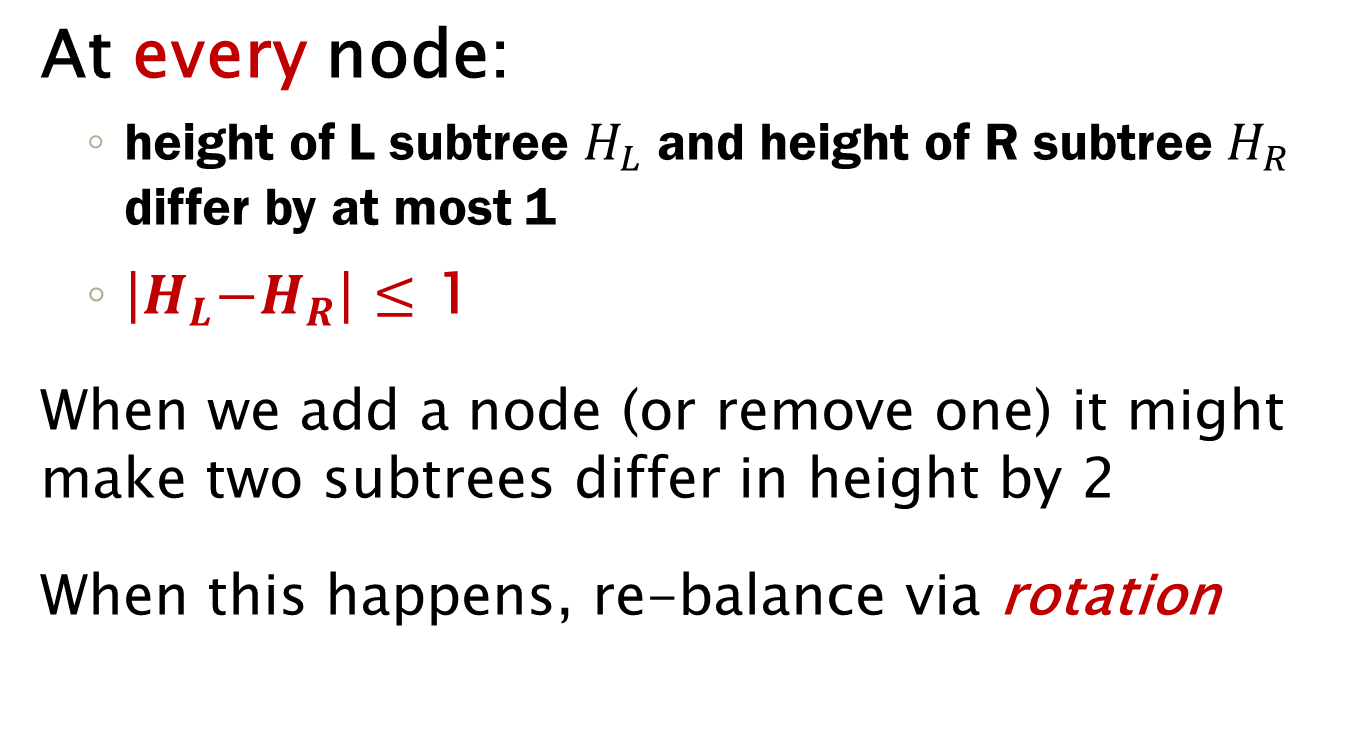 At every node:
◦ height of L subtree H_L and height of R subtree H_R
differ by at most 1
◦ |H_L−H_R| ≤ 1
When we add a node (or remove one) it might
make two subtrees differ in height by 2
When this happens, re-balance via rotation